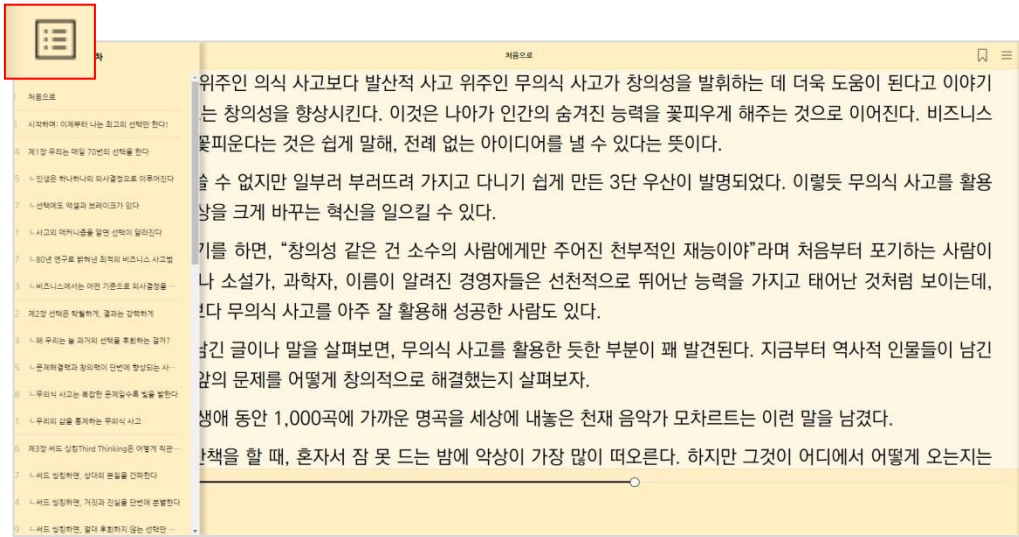 차
처음으로
처음으로
시작하며: 이제부터 나는 최고의 선택만 한다!
제1장 우리는 매일 70번의 선택을 한다
ㄴ인생은 하나하나의 의사결정으로 이루어진다
ㄴ선택에도 액셀과 브레이크가 있다
ㄴ사고의 메커니즘을 알면 선택이 달라진다
ㄴ80년 연구로 밝혀낸 최적의 비즈니스 사고법
ㄴ비즈니스에서는 어떤 기준으로 의사결정을 …
제2장 선택은 탁월하게, 결과는 강력하게
ㄴ왜 우리는 늘 과거의 선택을 후회하는 걸까?
ㄴ문제해결력과 창의력이 단번에 향상되는 사…
ㄴ무의식 사고는 복잡한 문제일수록 빛을 발한다
ㄴ우리의 삶을 통제하는 무의식 사고
제3장 써드 싱킹Third Thinking은 어떻게 직관…
ㄴ써드 씽킹하면, 상대의 본질을 간파한다
ㄴ써드 씽킹하면, 거짓과 진실을 단번에 분별한다
ㄴ써드 씽킹하면, 절대 후회하지 않는 선택만 …
위주인 의식 사고보다 발산적 사고 위주인 무의식 사고가 창의성을 발휘하는 데 더욱 도움이 된다고 이야기
는 창의성을 향상시킨다. 이것은 나아가 인간의 숨겨진 능력을 꽃피우게 해주는 것으로 이어진다. 비즈니스
꽃피운다는 것은 쉽게 말해, 전례 없는 아이디어를 낼 수 있다는 뜻이다.
쓸 수 없지만 일부러 부러뜨려 가지고 다니기 쉽게 만든 3단 우산이 발명되었다. 이렇듯 무의식 사고를 활용
상을 크게 바꾸는 혁신을 일으킬 수 있다.
기를 하면, “창의성 같은 건 소수의 사람에게만 주어진 천부적인 재능이야”라며 처음부터 포기하는 사람이
나 소설가, 과학자, 이름이 알려진 경영자들은 선천적으로 뛰어난 능력을 가지고 태어난 것처럼 보이는데,
보다 무의식 사고를 아주 잘 활용해 성공한 사람도 있다.
남긴 글이나 말을 살펴보면, 무의식 사고를 활용한 듯한 부분이 꽤 발견된다. 지금부터 역사적 인물들이 남긴
앞의 문제를 어떻게 창의적으로 해결했는지 살펴보자.
생애 동안 1,000곡에 가까운 명곡을 세상에 내놓은 천재 음악가 모차르트는 이런 말을 남겼다.
산책을 할 때, 혼자서 잠 못 드는 밤에 악상이 가장 많이 떠오른다. 하지만 그것이 어디에서 어떻게 오는지는